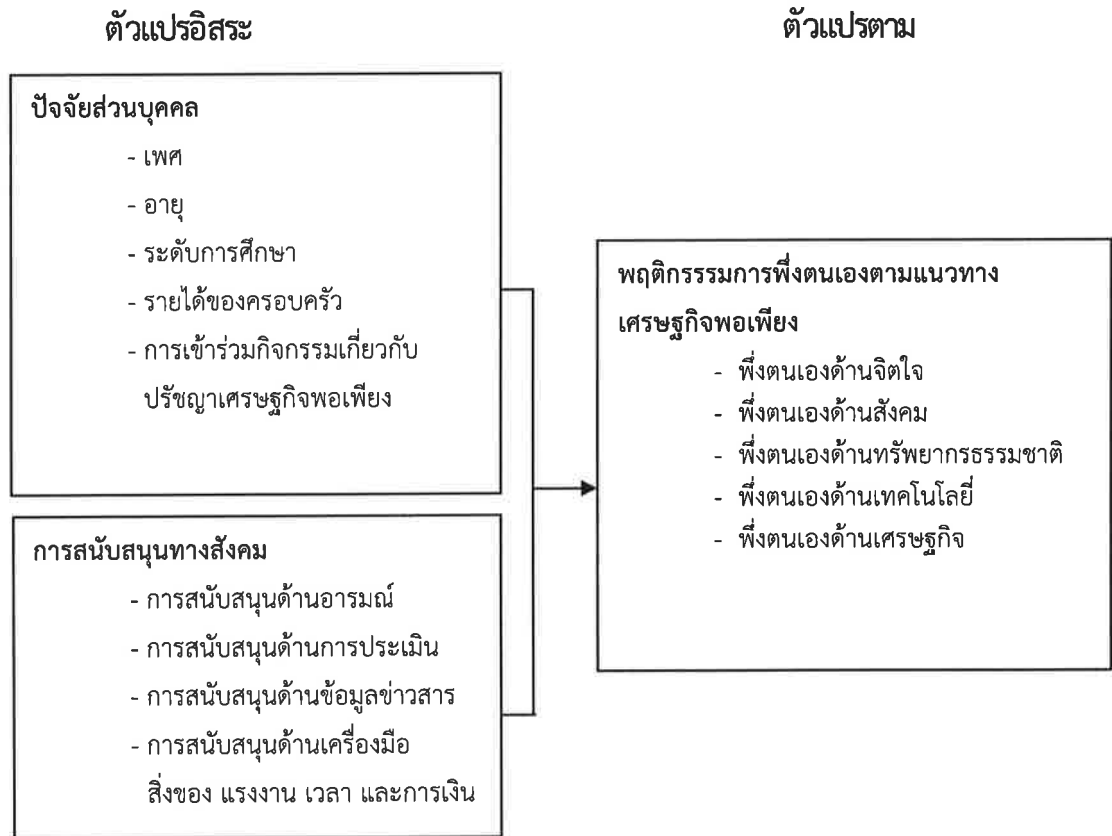 ตัวแปรอิสระ
ตัวแปรตาม
ปัจจัยส่วนบุคคล
- เพศ
- อายุ
- ระดับการศึกษา
- รายได้ของครอบครัว
- การเข้าร่วมกิจกรรมเกี่ยวกับ
ปรัชญาเศรษฐกิจพอเพียง
การสนับสนุนทางสังคม
- การสนับสนุนด้านอารมณ์
- การสนับสนุนด้านการประเมิน
- การสนับสนุนด้านข้อมูลข่าวสาร
- การสนับสนุนด้านเครื่องมือ
สิ่งของ แรงงาน เวลา และการเงิน
พฤติกรรรมการพึ่งตนเองตามแนวทาง
เศรษฐกิจพอเพียง
- พึ่งตนเองด้านจิตใจ
- พึ่งตนเองด้านสังคม
- พึ่งตนเองด้านทรัพยากรธรรมชาติ
- พึ่งตนเองด้านเทคโนโลยี่
- พึ่งตนเองด้านเศรษฐกิจ